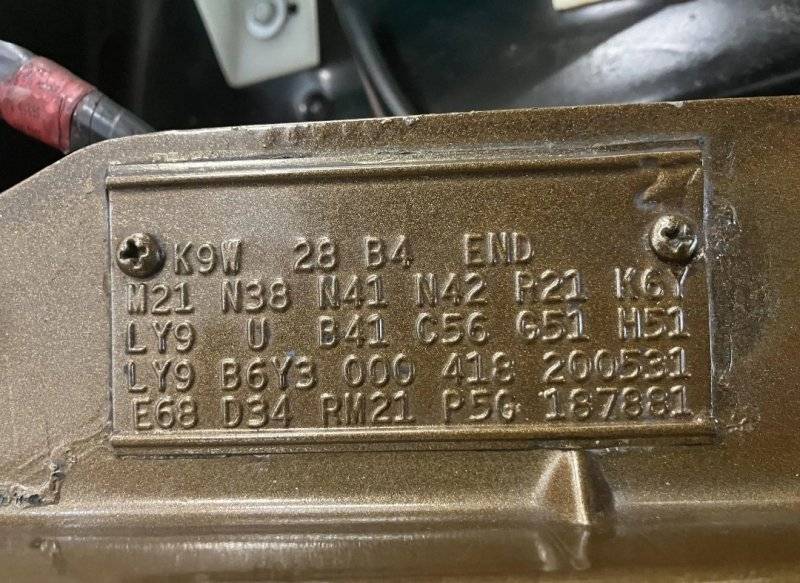 K9W 28 B4 END
M21 N38 N41 N42 R21 K6Y
LY9 U B41 C56 G51 H51
LY9 B6Y3 000 418 200531
E68 D34 RM21 P5G 187881